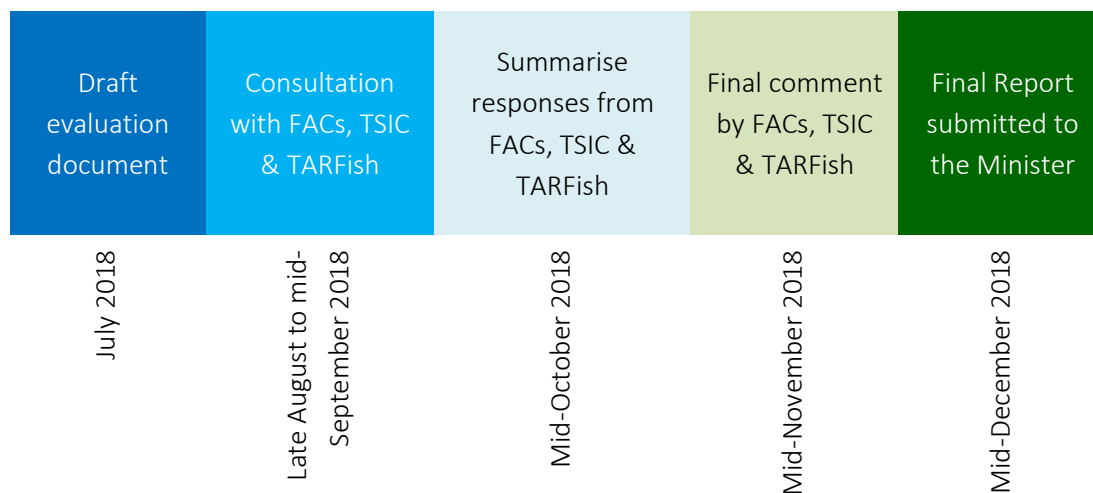 Draft
evaluation
document
Consultation
with FACs, TSIC
& TARFish
Summarise
responses from
FACs, TSIC &
TARFish
Final comment
by FACs, TSIC
& TARFish
Final Report
submitted to
the Minister
July 2018
Late August to mid-
September 2018
Mid-October 2018
Mid-November 2018
Mid-December 2018